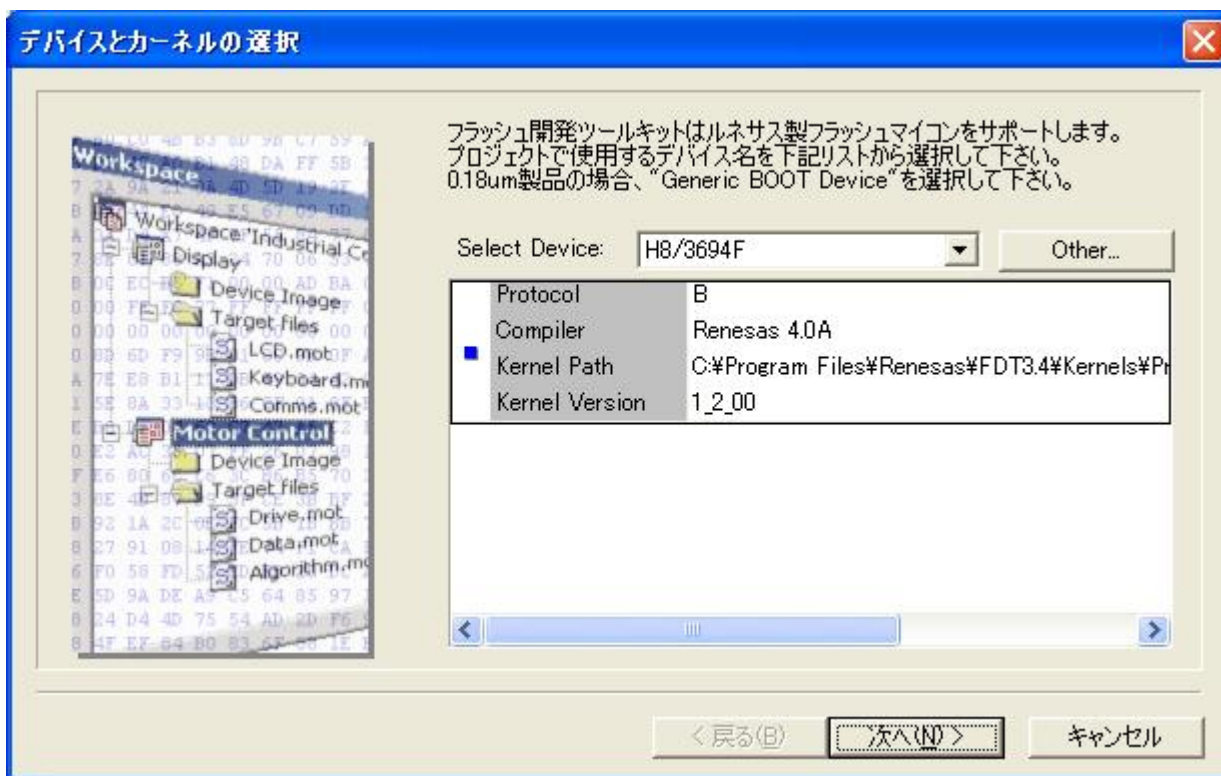 デバイスとカーネルの選択
フラッシュ開発ツールキットはルネサス製フラッシュマイコンをサポートします。
プロジェクトで使用するデバイス名を下記リストから選択して下さい。
0.18um製品の場合、"Generic BOOT Device"を選択して下さい。
Select Device: H8/3694F Other...
Protocol B
Compiler Renesas 4.0A
Kernel Path C:¥Program Files¥Renesas¥FDT3.4¥Kernels¥Pr
Kernel Version 1_2_00
Workspace
Workspace 'Industrial Co
Display
Device Image
Target files
LCD.mot
Keyboard.mo
Comms.mot
Motor Control
Device Image
Target files
Drive.mot
Data.mot
Algorithm.mo
< 戻る(B) 次へ(N) > キャンセル